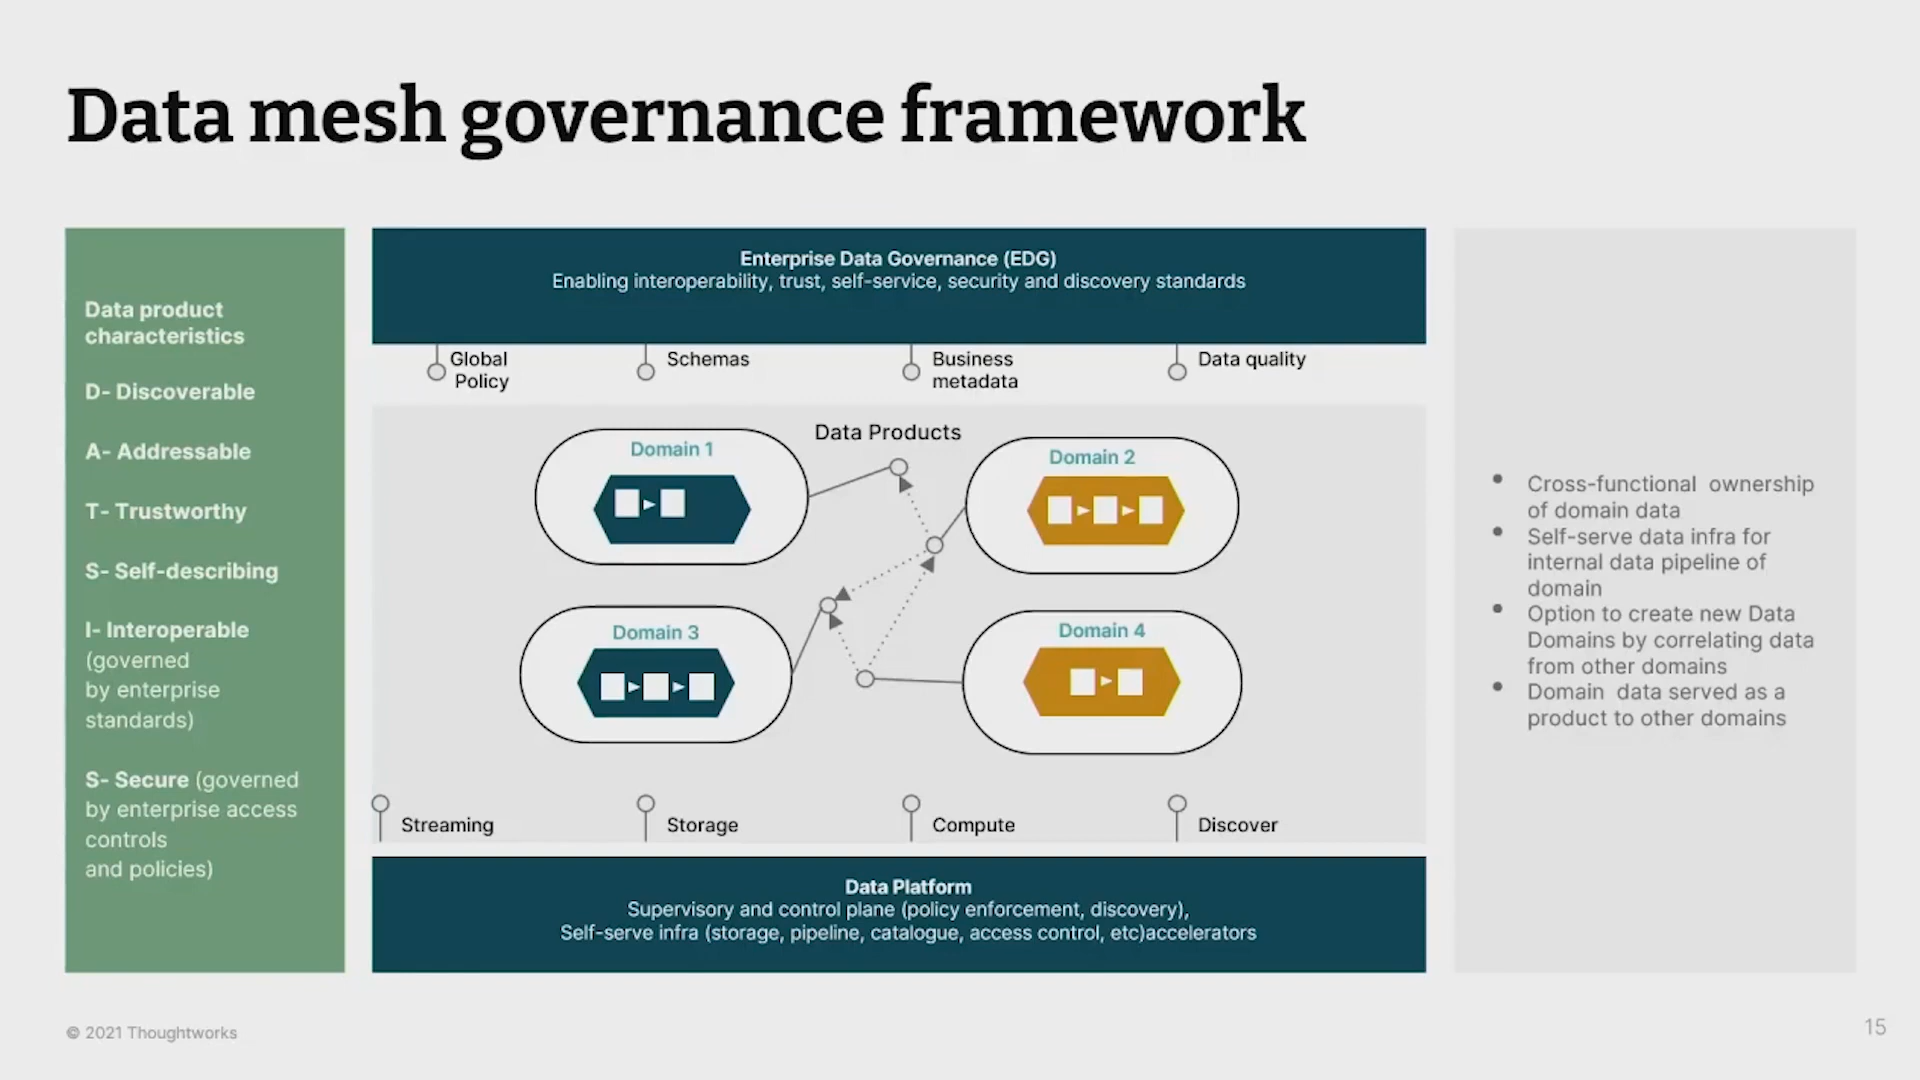 Data mesh governance framework
Data product
characteristics
D- Discoverable
A- Addressable
T- Trustworthy
S- Self-describing
I- Interoperable
(governed
by enterprise
standards)
S- Secure (governed
by enterprise access
controls
and policies)
Enterprise Data Governance (EDG)
Enabling interoperability, trust, self-service, security and discovery standards
Global
Policy
Schemas
Business
metadata
Data quality
Data Products
Domain 1
Domain 2
Domain 3
Domain 4
Streaming
Storage
Compute
Discover
Data Platform
Supervisory and control plane (policy enforcement, discovery),
Self-serve infra (storage, pipeline, catalogue, access control, etc)accelerators
• Cross-functional ownership
of domain data
• Self-serve data infra for
internal data pipeline of
domain
• Option to create new Data
Domains by correlating data
from other domains
• Domain data served as a
product to other domains
© 2021 Thoughtworks
15